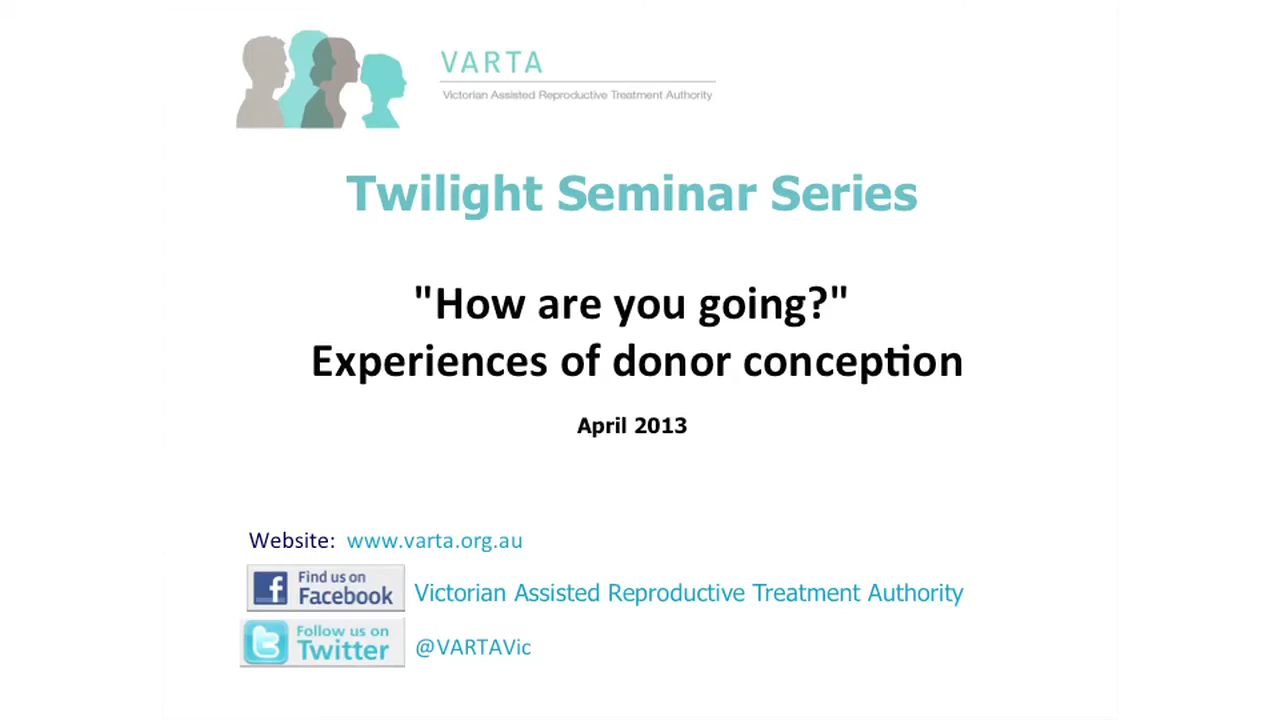 VARTA
Victorian Assisted Reproductive Treatment Authority
Twilight Seminar Series
"How are you going?"
Experiences of donor conception
April 2013
Website: www.varta.org.au
Find us on
Facebook
Victorian Assisted Reproductive Treatment Authority
Follow us on
Twitter
@VARTAVic